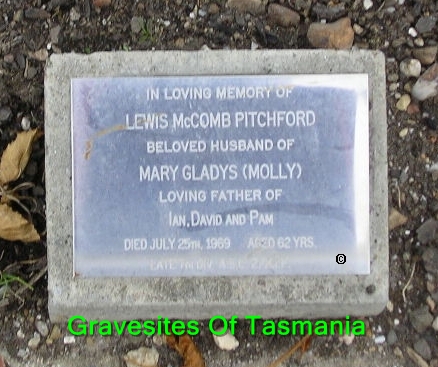 IN LOVING MEMORY OF
LEWIS McCOMB PITCHFORD
BELOVED HUSBAND OF
MARY GLADYS (MOLLY)
LOVING FATHER OF
IAN, DAVID AND PAM
DIED JULY 25TH, 1969 AGED 62 YRS.
LATE
©
Gravesites Of Tasmania